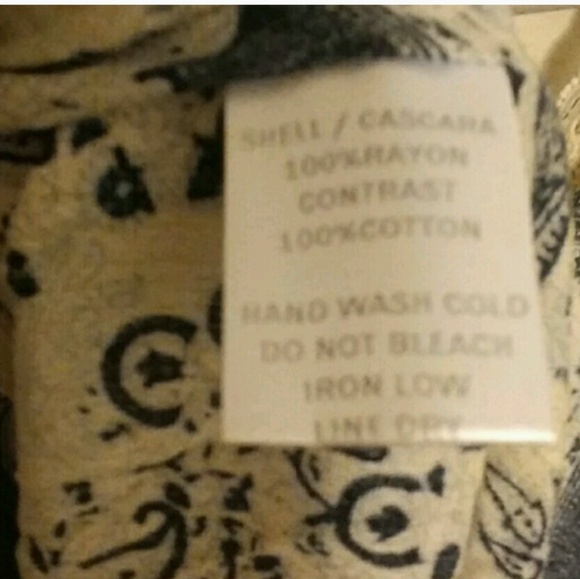 SHELL / CASCARA
100%RAYON
CONTRAST
100%COTTON
HAND WASH COLD
DO NOT BLEACH
IRON LOW
LINE DRY